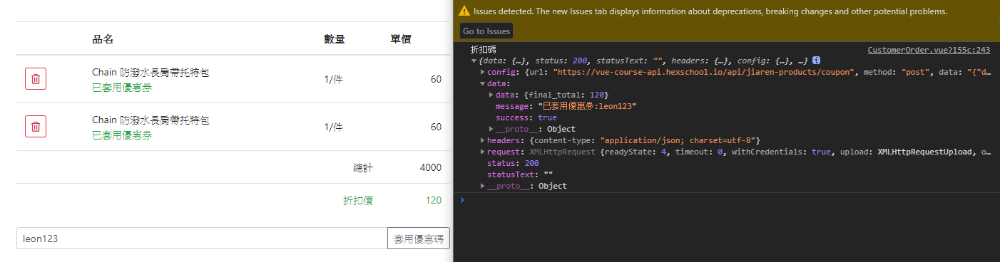 品名 數量 單價
Chain 防潑水長肩帶托特包
已套用優惠券
1/件 60
Chain 防潑水長肩帶托特包
已套用優惠券
1/件 60
總計 4000
折扣價 120
leon123 套用優惠碼
Issues detected. The new Issues tab displays information about deprecations, breaking changes and other potential problems.
Go to Issues
折扣碼 CustomerOrder.vue?155c:243
▼{data: {…}, status: 200, statusText: "", headers: {…}, config: {…}, …} i
▶config: {url: "https://vue-course-api.hexschool.io/api/jiaren-products/coupon", method: "post", data: "{"d…
▼data:
▶data: {final_total: 120}
message: "已套用優惠券:leon123"
success: true
▶__proto__: Object
▶headers: {content-type: "application/json; charset=utf-8"}
▶request: XMLHttpRequest {readyState: 4, timeout: 0, withCredentials: true, upload: XMLHttpRequestUpload, o…
status: 200
statusText: ""
▶__proto__: Object